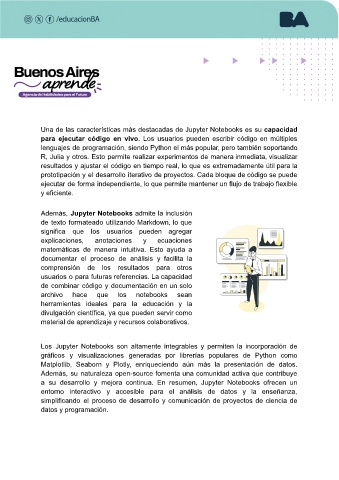 /educacionBA
BA
Buenos Aires
aprende
Agencia de Habilidades para el Futuro
Una de las características más destacadas de Jupyter Notebooks es su capacidad
para ejecutar código en vivo. Los usuarios pueden escribir código en múltiples
lenguajes de programación, siendo Python el más popular, pero también soportando
R, Julia y otros. Esto permite realizar experimentos de manera inmediata, visualizar
resultados y ajustar el código en tiempo real, lo que es extremadamente útil para la
prototipación y el desarrollo iterativo de proyectos. Cada bloque de código se puede
ejecutar de forma independiente, lo que permite mantener un flujo de trabajo flexible
y eficiente.
Además, Jupyter Notebooks admite la inclusión
de texto formateado utilizando Markdown, lo que
significa que los usuarios pueden agregar
explicaciones, anotaciones y ecuaciones
matemáticas de manera intuitiva. Esto ayuda a
documentar el proceso de análisis y facilita la
comprensión de los resultados para otros
usuarios o para futuras referencias. La capacidad
de combinar código y documentación en un solo
archivo hace que los notebooks sean
herramientas ideales para la educación y la
divulgación científica, ya que pueden servir como
material de aprendizaje y recursos colaborativos.
Los Jupyter Notebooks son altamente integrables y permiten la incorporación de
gráficos y visualizaciones generadas por librerías populares de Python como
Matplotlib, Seaborn y Plotly, enriqueciendo aún más la presentación de datos.
Además, su naturaleza open-source fomenta una comunidad activa que contribuye
a su desarrollo y mejora continua. En resumen, Jupyter Notebooks ofrecen un
entorno interactivo y accesible para el análisis de datos y la enseñanza,
simplificando el proceso de desarrollo y comunicación de proyectos de ciencia de
datos y programación.